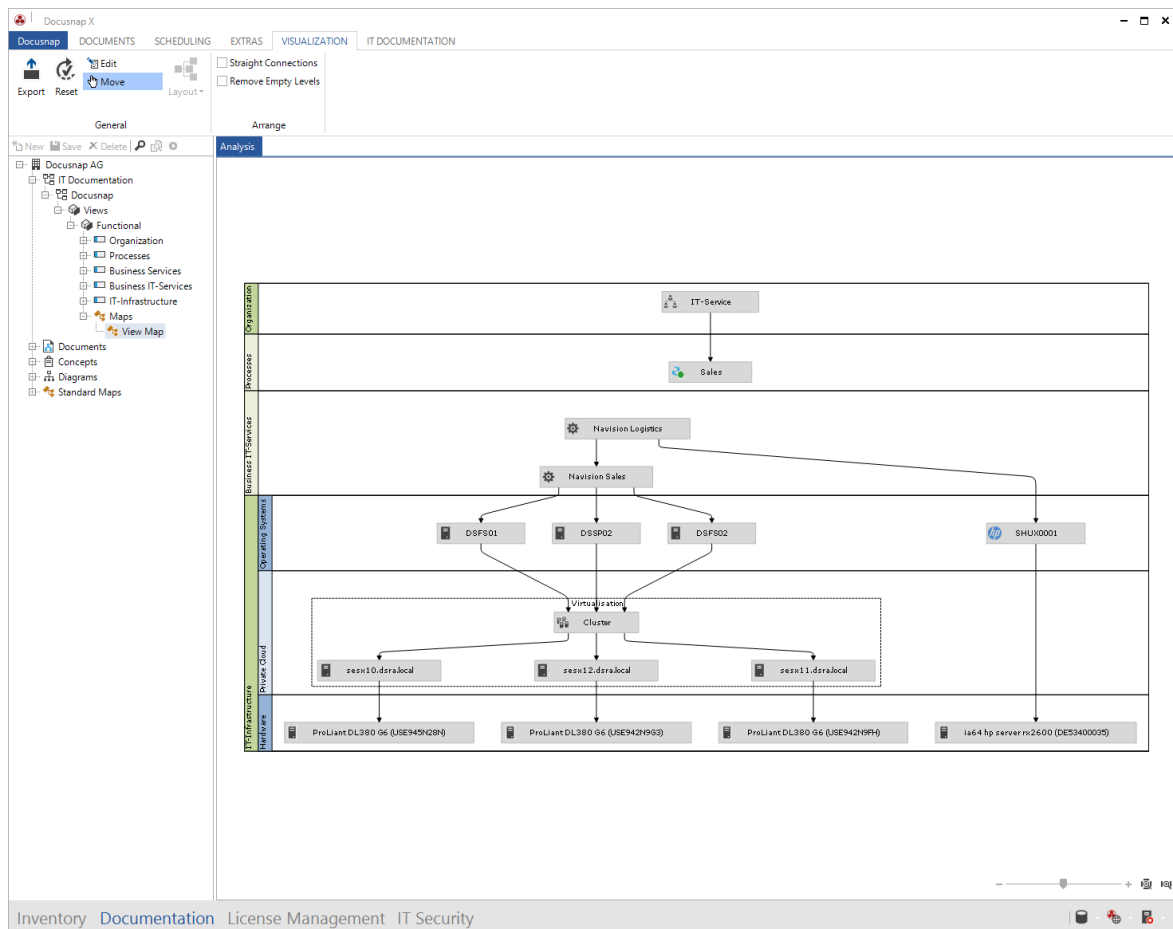 Docusnap X
Docusnap DOCUMENTS SCHEDULING EXTRAS VISUALIZATION IT DOCUMENTATION
Export
Reset
Edit
Move
Layout
General
Straight Connections
Remove Empty Levels
Arrange
New Save Delete
Docusnap AG
IT Documentation
Docusnap
Views
Functional
Organization
Processes
Business Services
Business IT-Services
IT-Infrastructure
Maps
View Map
Documents
Concepts
Diagrams
Standard Maps
Analysis
Organization
IT-Service
Processes
Sales
Business IT-Services
Navision Logistics
Navision Sales
IT-Infrastructure
Operating Systems
DSFS01
DSSP02
DSFS02
SHUX0001
Private Cloud
Virtualisation
Cluster
sesx10.dsra.local
sesx12.dsra.local
sesx11.dsra.local
Hardware
ProLiant DL380 G6 (USE945N28N)
ProLiant DL380 G6 (USE942N9G3)
ProLiant DL380 G6 (USE942N9FH)
ia64 hp server rx2600 (DE53400035)
Inventory Documentation License Management IT Security